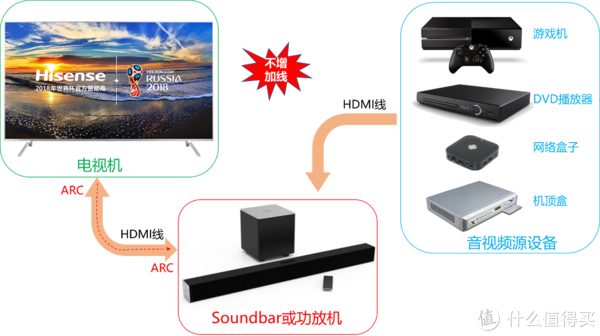 Hisense
FIFA WORLD CUP
RUSSIA
2018
2018年世界杯官方赞助商
电视机
不增
加线
HDMI线
游戏机
DVD播放器
网络盒子
机顶盒
音视频源设备
ARC
HDMI线
ARC
Soundbar或功放机
值 什么值得买